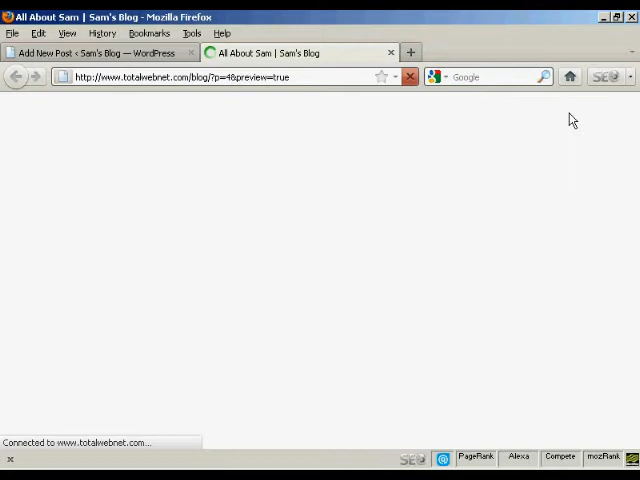 All About Sam | Sam's Blog - Mozilla Firefox
File Edit View History Bookmarks Tools Help
Add New Post ‹ Sam's Blog — WordPress
All About Sam | Sam's Blog
http://www.totalwebnet.com/blog/?p=4&preview=true
Google
SEO
Connected to www.totalwebnet.com...
SEO PageRank Alexa Compete mozRank